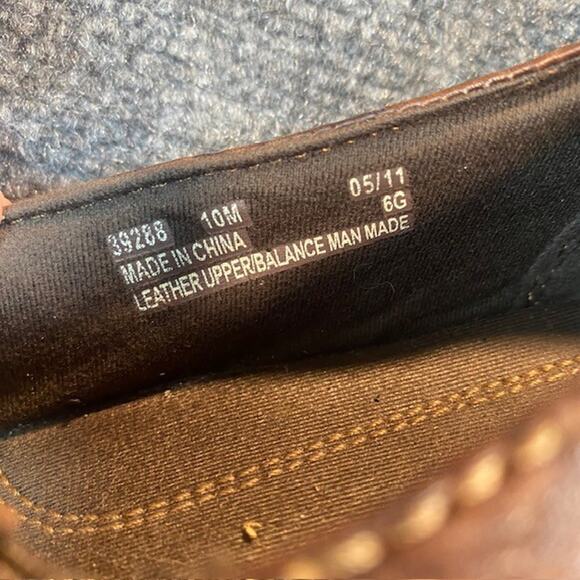 39288 10M 05/11
6G
MADE IN CHINA
LEATHER UPPER/BALANCE MAN MADE